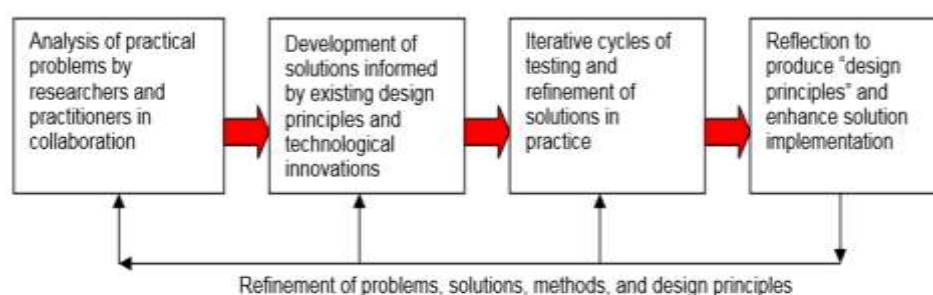 Analysis of practical
problems by
researchers and
practitioners in
collaboration
Development of
solutions informed
by existing design
principles and
technological
innovations
Iterative cycles of
testing and
refinement of
solutions in
practice
Reflection to
produce “design
principles” and
enhance solution
implementation
Refinement of problems, solutions, methods, and design principles